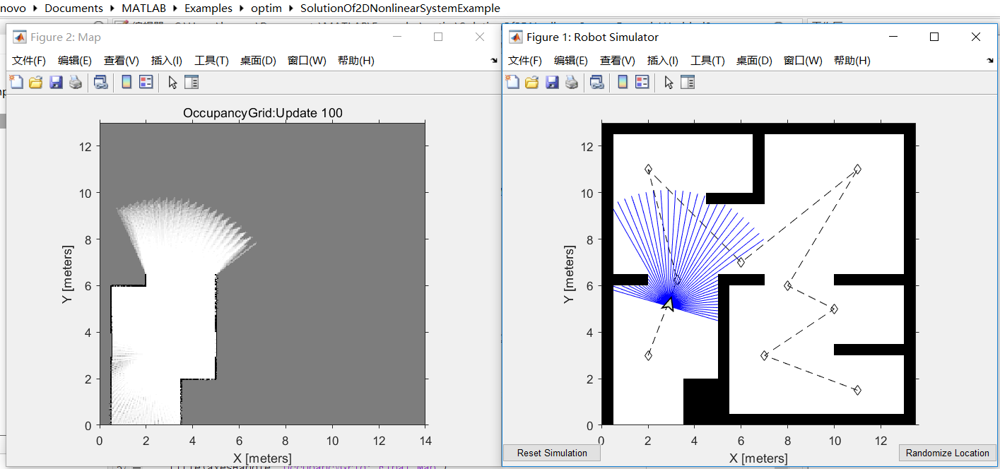 novo ▸ Documents ▸ MATLAB ▸ Examples ▸ optim ▸ SolutionOf2DNonlinearSystemExample
Figure 2: Map
文件(F) 编辑(E) 查看(V) 插入(I) 工具(T) 桌面(D) 窗口(W) 帮助(H)
OccupancyGrid:Update 100
12
10
8
6
4
2
0
Y [meters]
0 2 4 6 8 10 12 14
X [meters]
Figure 1: Robot Simulator
文件(F) 编辑(E) 查看(V) 插入(I) 工具(T) 桌面(D) 窗口(W) 帮助(H)
12
10
8
6
4
2
0
Y [meters]
0 2 4 6 8 10 12
X [meters]
Reset Simulation
Randomize Location